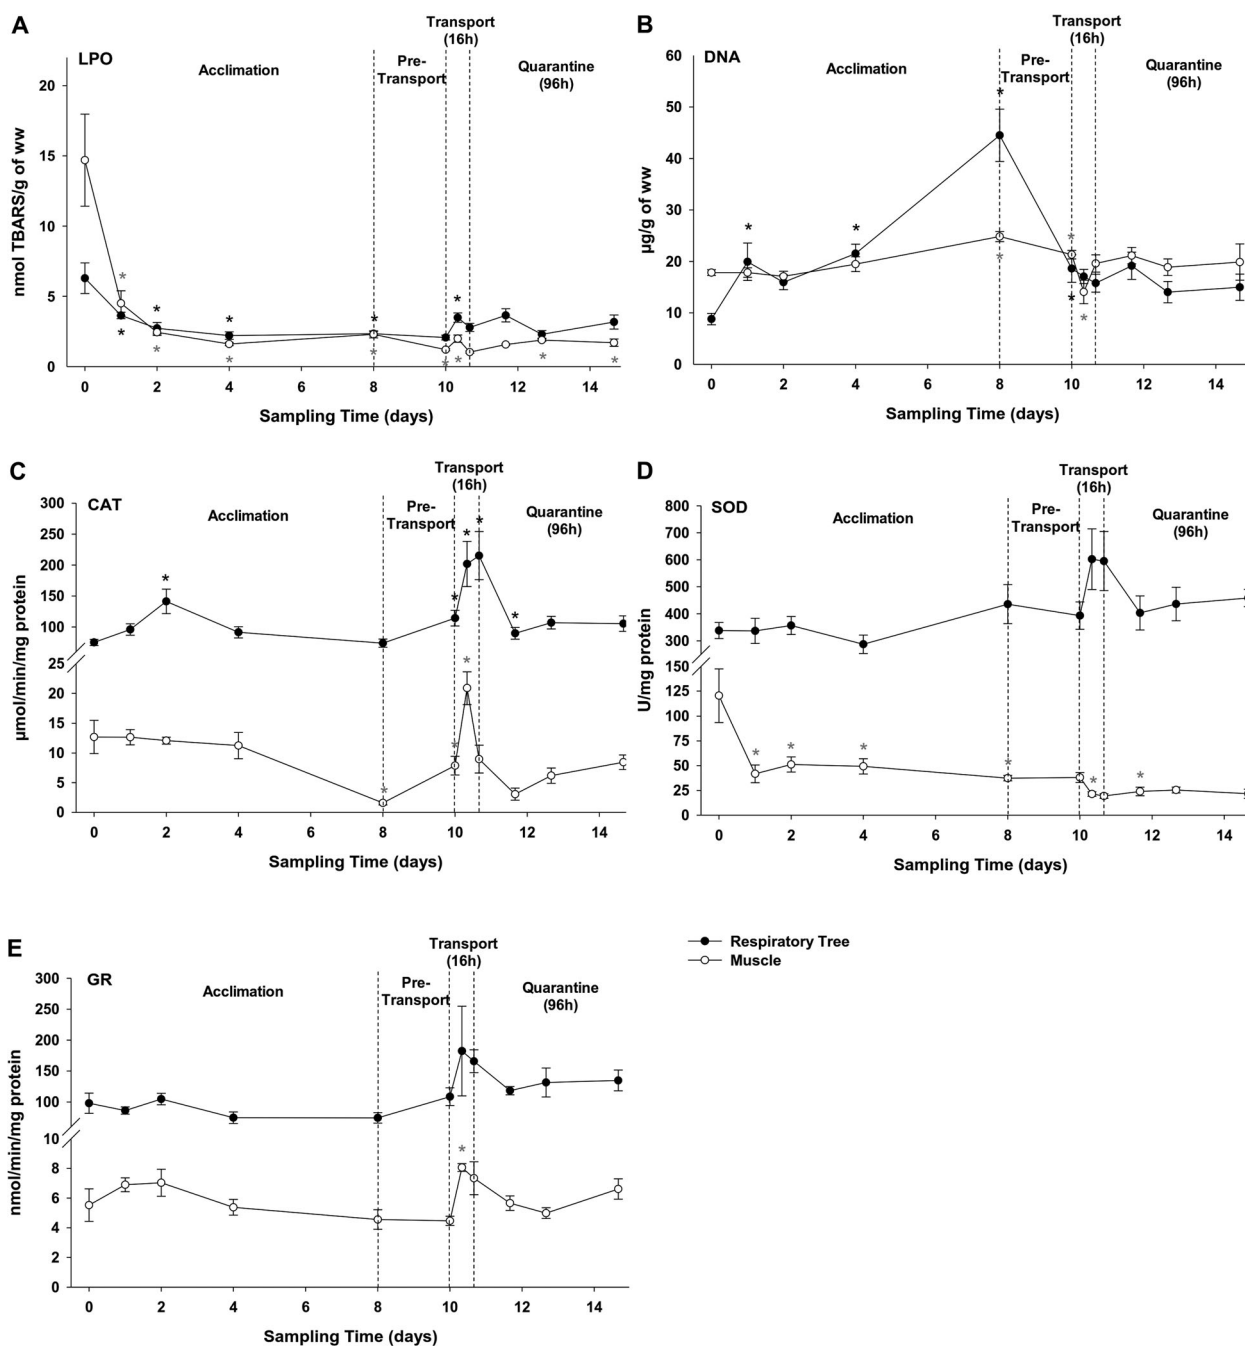 A
LPO
Acclimation
Pre-
Transport
Transport
(16h)
Quarantine
(96h)
nmol TBARS/g of ww
20
15
10
5
0
* * * * * * * * * * * * * *
0 2 4 6 8 10 12 14
Sampling Time (days)
B
DNA
Acclimation
Pre-
Transport
Transport
(16h)
Quarantine
(96h)
µg/g of ww
60
50
40
30
20
10
0
* * * * * * * *
0 2 4 6 8 10 12 14
Sampling Time (days)
C
CAT
Acclimation
Pre-
Transport
Transport
(16h)
Quarantine
(96h)
µmol/min/mg protein
300
250
200
150
100
50
25
20
15
10
5
0
* * * * * * * *
0 2 4 6 8 10 12 14
Sampling Time (days)
D
SOD
Acclimation
Pre-
Transport
Transport
(16h)
Quarantine
(96h)
U/mg protein
800
700
600
500
400
300
150
125
100
75
50
25
0
* * * * * *
0 2 4 6 8 10 12 14
Sampling Time (days)
E
GR
Acclimation
Pre-
Transport
Transport
(16h)
Quarantine
(96h)
nmol/min/mg protein
300
250
200
150
100
10
8
6
4
2
0
*
0 2 4 6 8 10 12 14
Sampling Time (days)
Respiratory Tree
Muscle